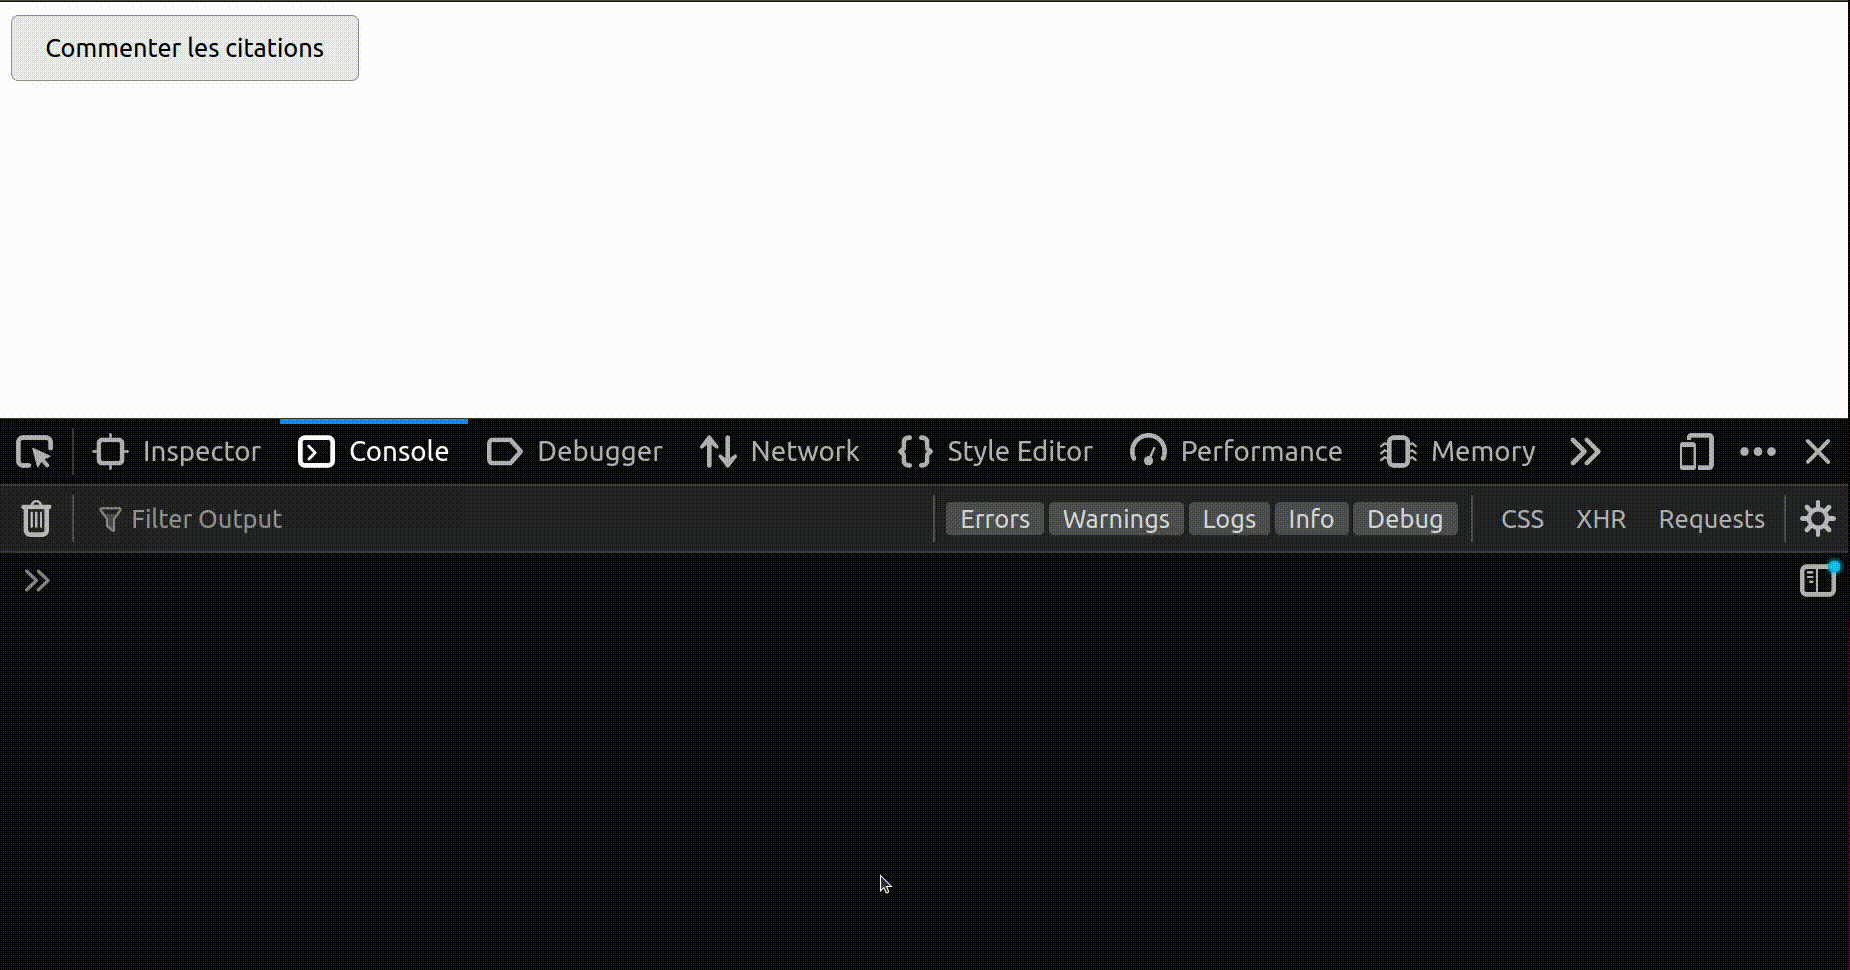 Commenter les citations
Inspector Console Debugger Network Style Editor Performance Memory
Filter Output Errors Warnings Logs Info Debug CSS XHR Requests